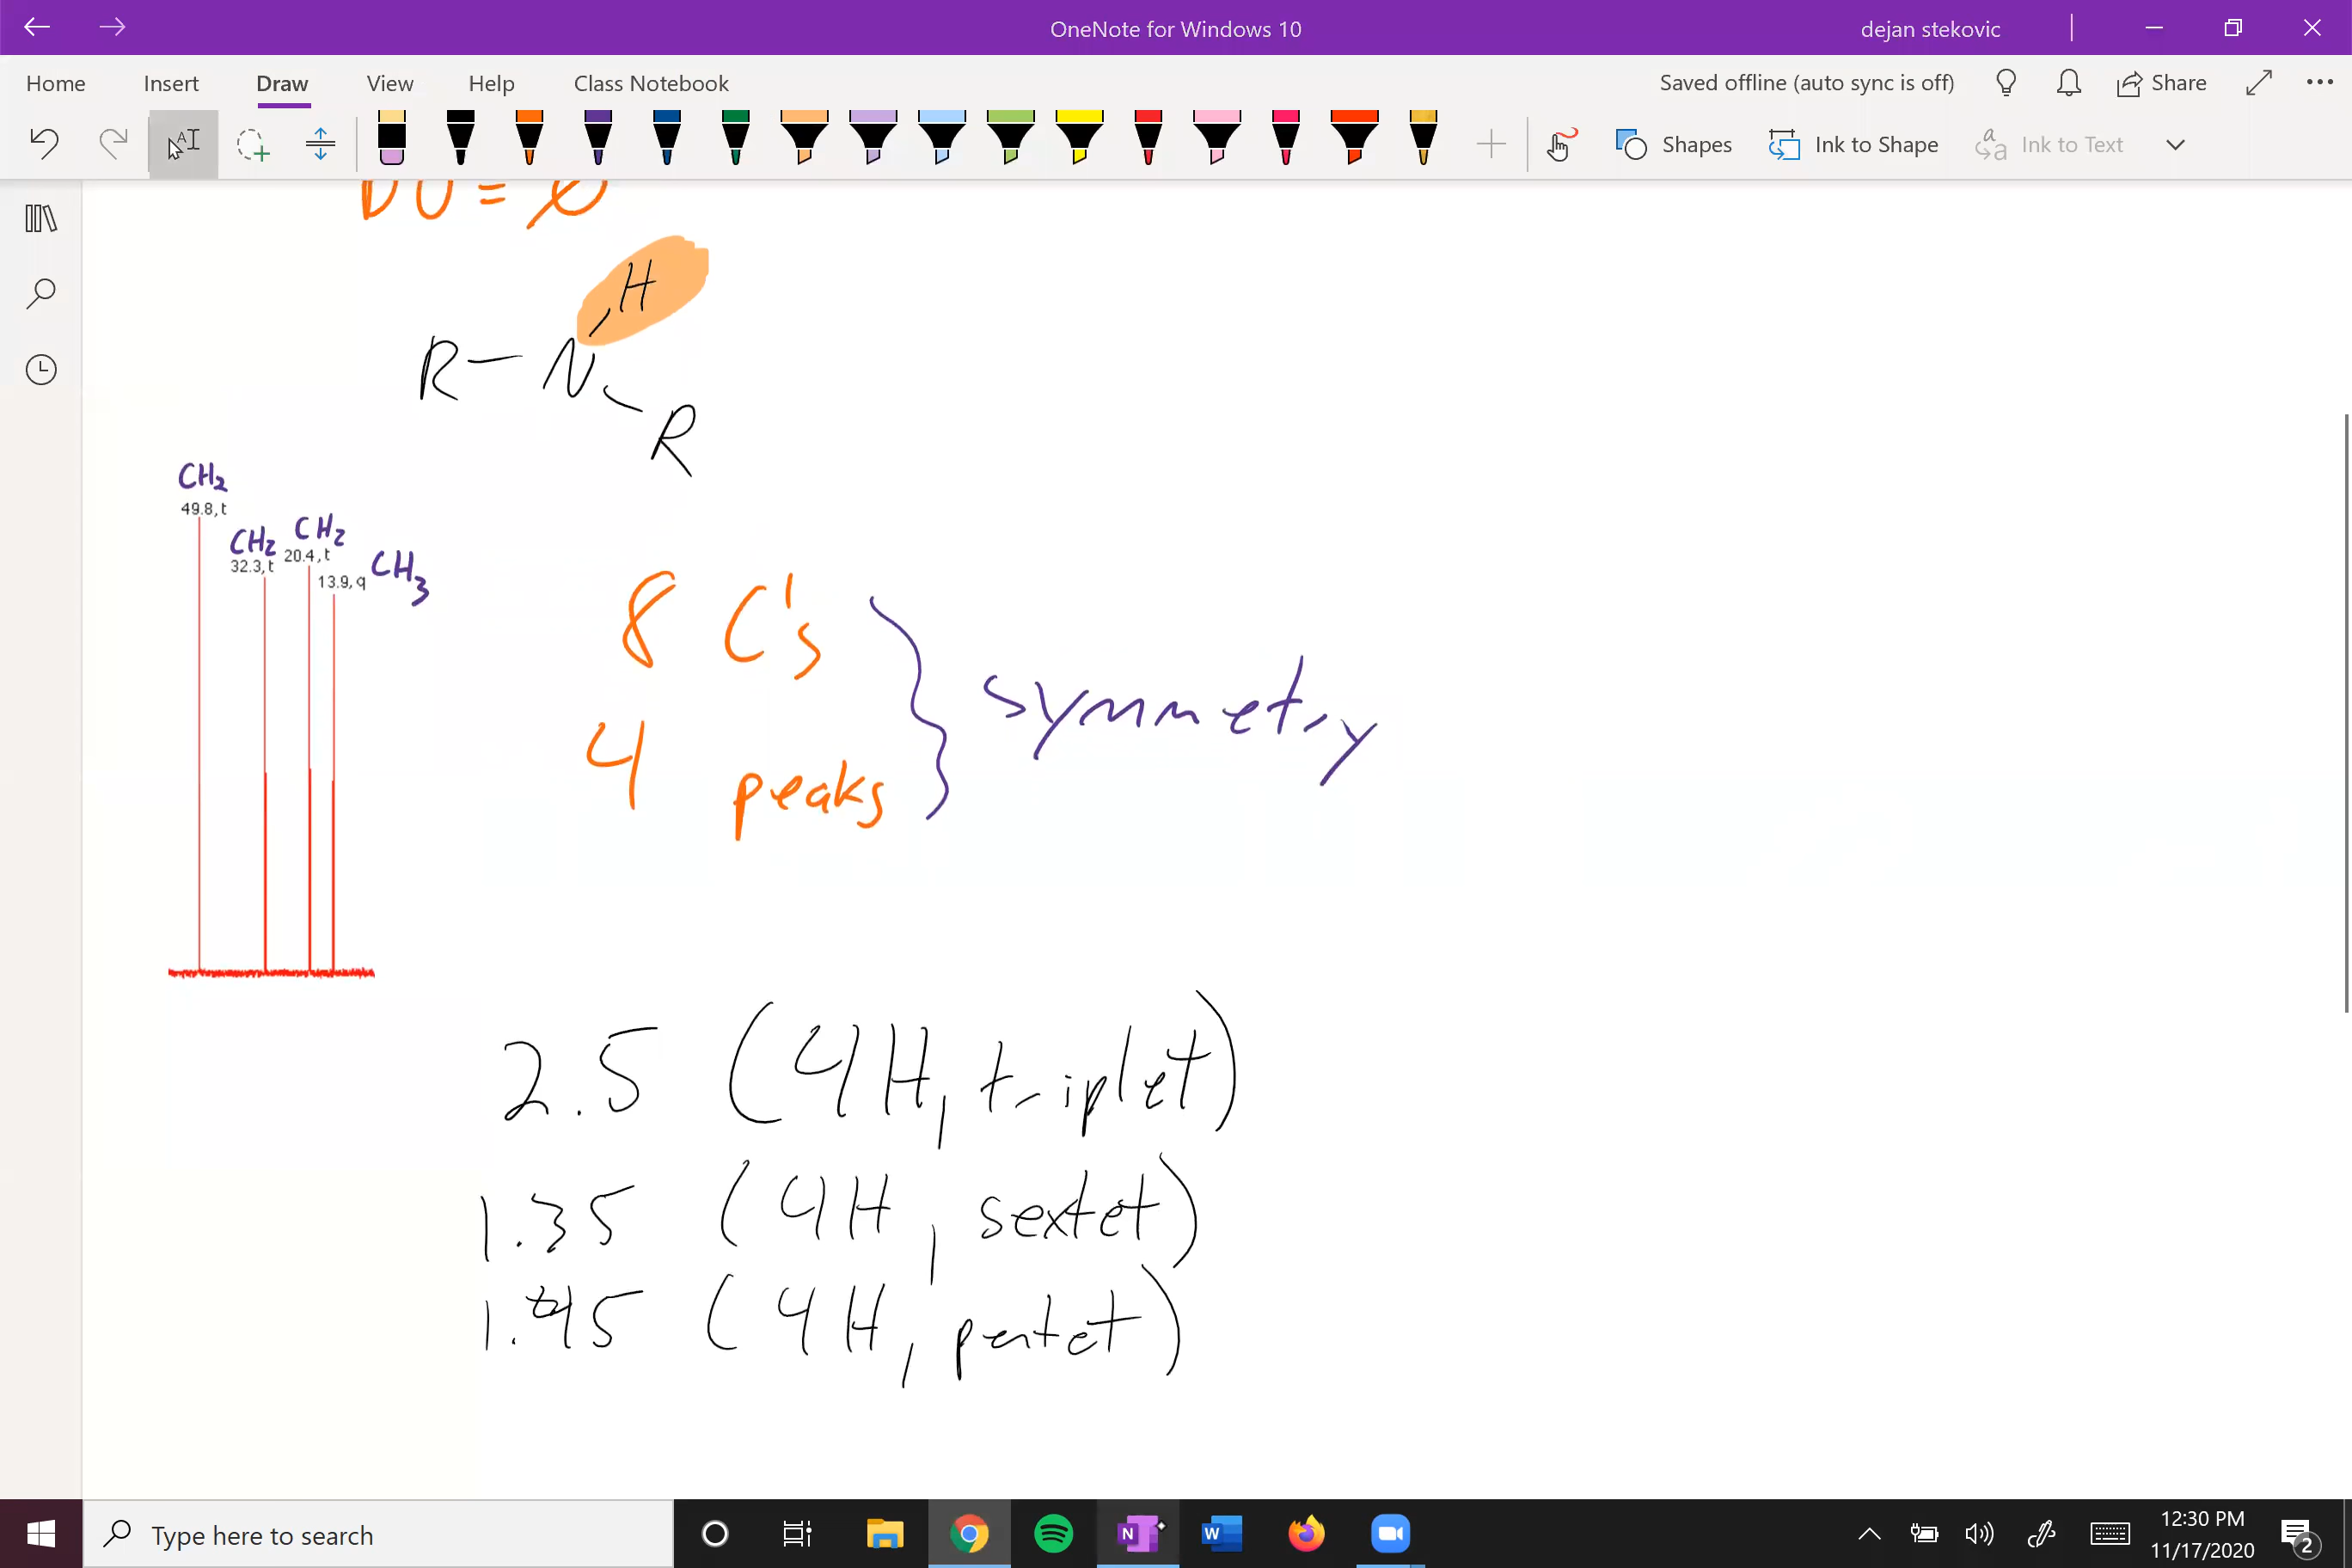 OneNote for Windows 10
dejan stekovic
Home Insert Draw View Help Class Notebook
Saved offline (auto sync is off) Share
Shapes Ink to Shape Ink to Text
DU = Ø
H
R - N - R
CH2
49.8,t
CH2
32.3,t
CH2
20.4,t
CH3
13.9,q
8 C's
4 peaks
symmetry
2.5 (4H, triplet)
1.35 (4H, sextet)
1.45 (4H, pentet)
Type here to search
12:30 PM
11/17/2020
2